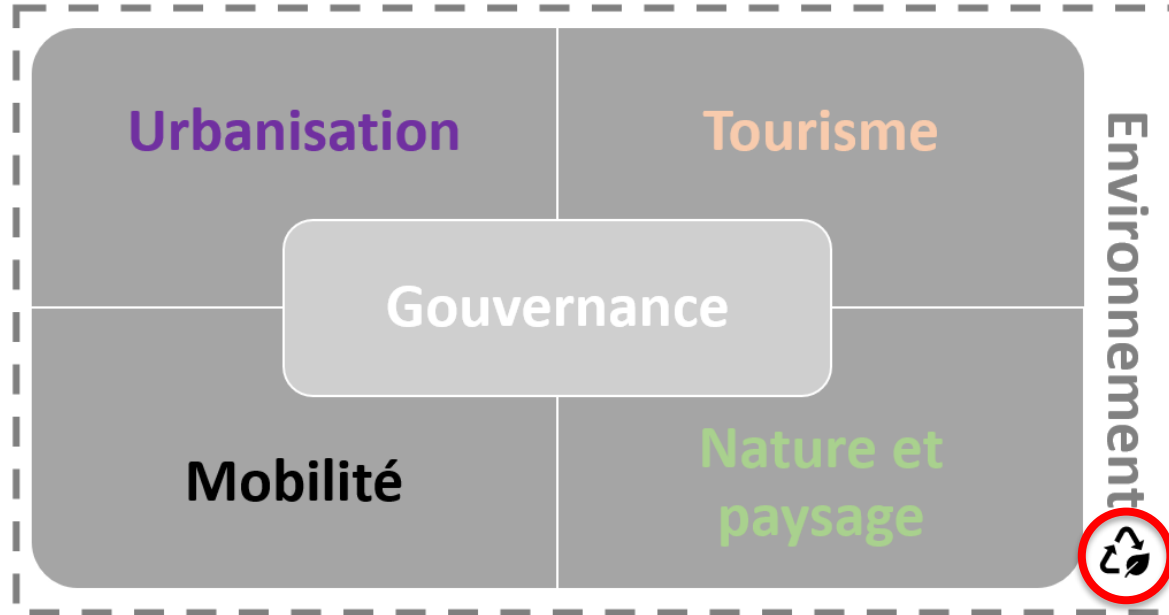 Urbanisation
Tourisme
Gouvernance
Mobilité
Nature et
paysage
Environnement